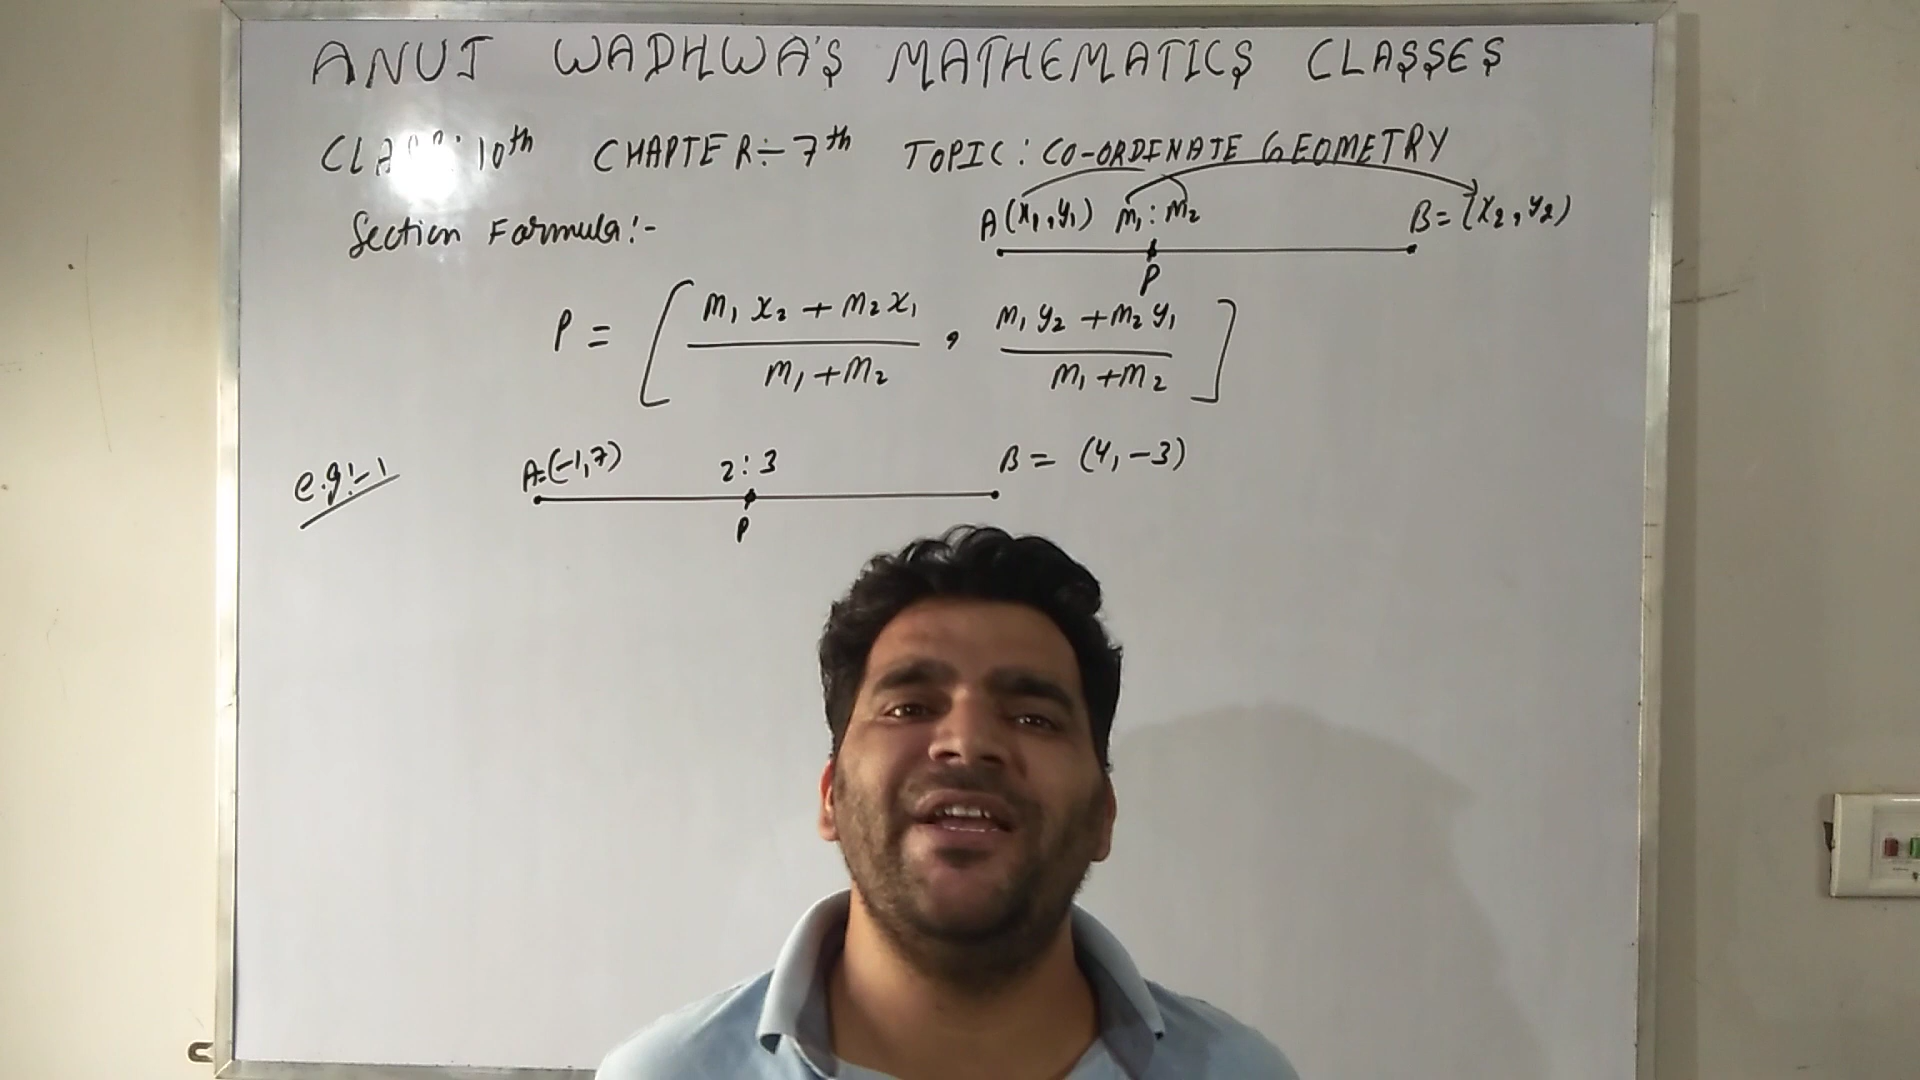 ANUJ WADHWA'S MATHEMATICS CLASSES
10th CHAPTER:- 7th TOPIC: CO-ORDINATE GEOMETRY
Section Formula:-
A(x₁,y₁) m₁:m₂ B=(x₂,y₂)
P
P = [ (m₁x₂+m₂x₁)/(m₁+m₂) , (m₁y₂+m₂y₁)/(m₁+m₂) ]
e.g:-1 A=(-1,7) 2:3 B= (4,-3)
P